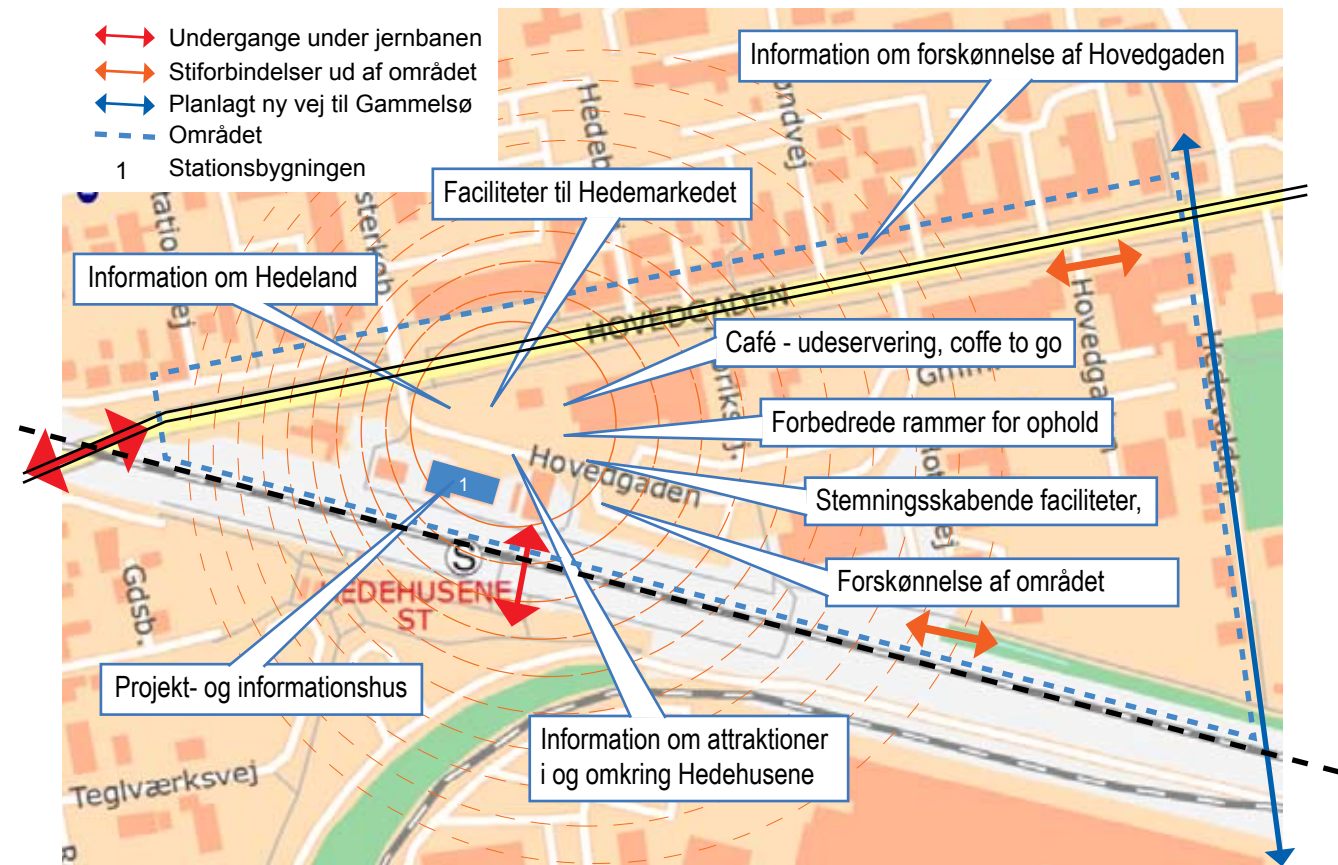 Undergange under jernbanen
Stiforbindelser ud af området
Planlagt ny vej til Gammelsø
Området
1 Stationsbygningen
Information om forskønnelse af Hovedgaden
Faciliteter til Hedemarkedet
Information om Hedeland
HOVEDGADEN
Café - udeservering, coffe to go
Forbedrede rammer for ophold
Hovedgaden
Hovedgaden
Hedevolden
1
Stemningsskabende faciliteter,
S
HEDEHUSENE
ST
Forskønnelse af området
Gdsb.
Projekt- og informationshus
Information om attraktioner
i og omkring Hedehusene
Teglværksvej